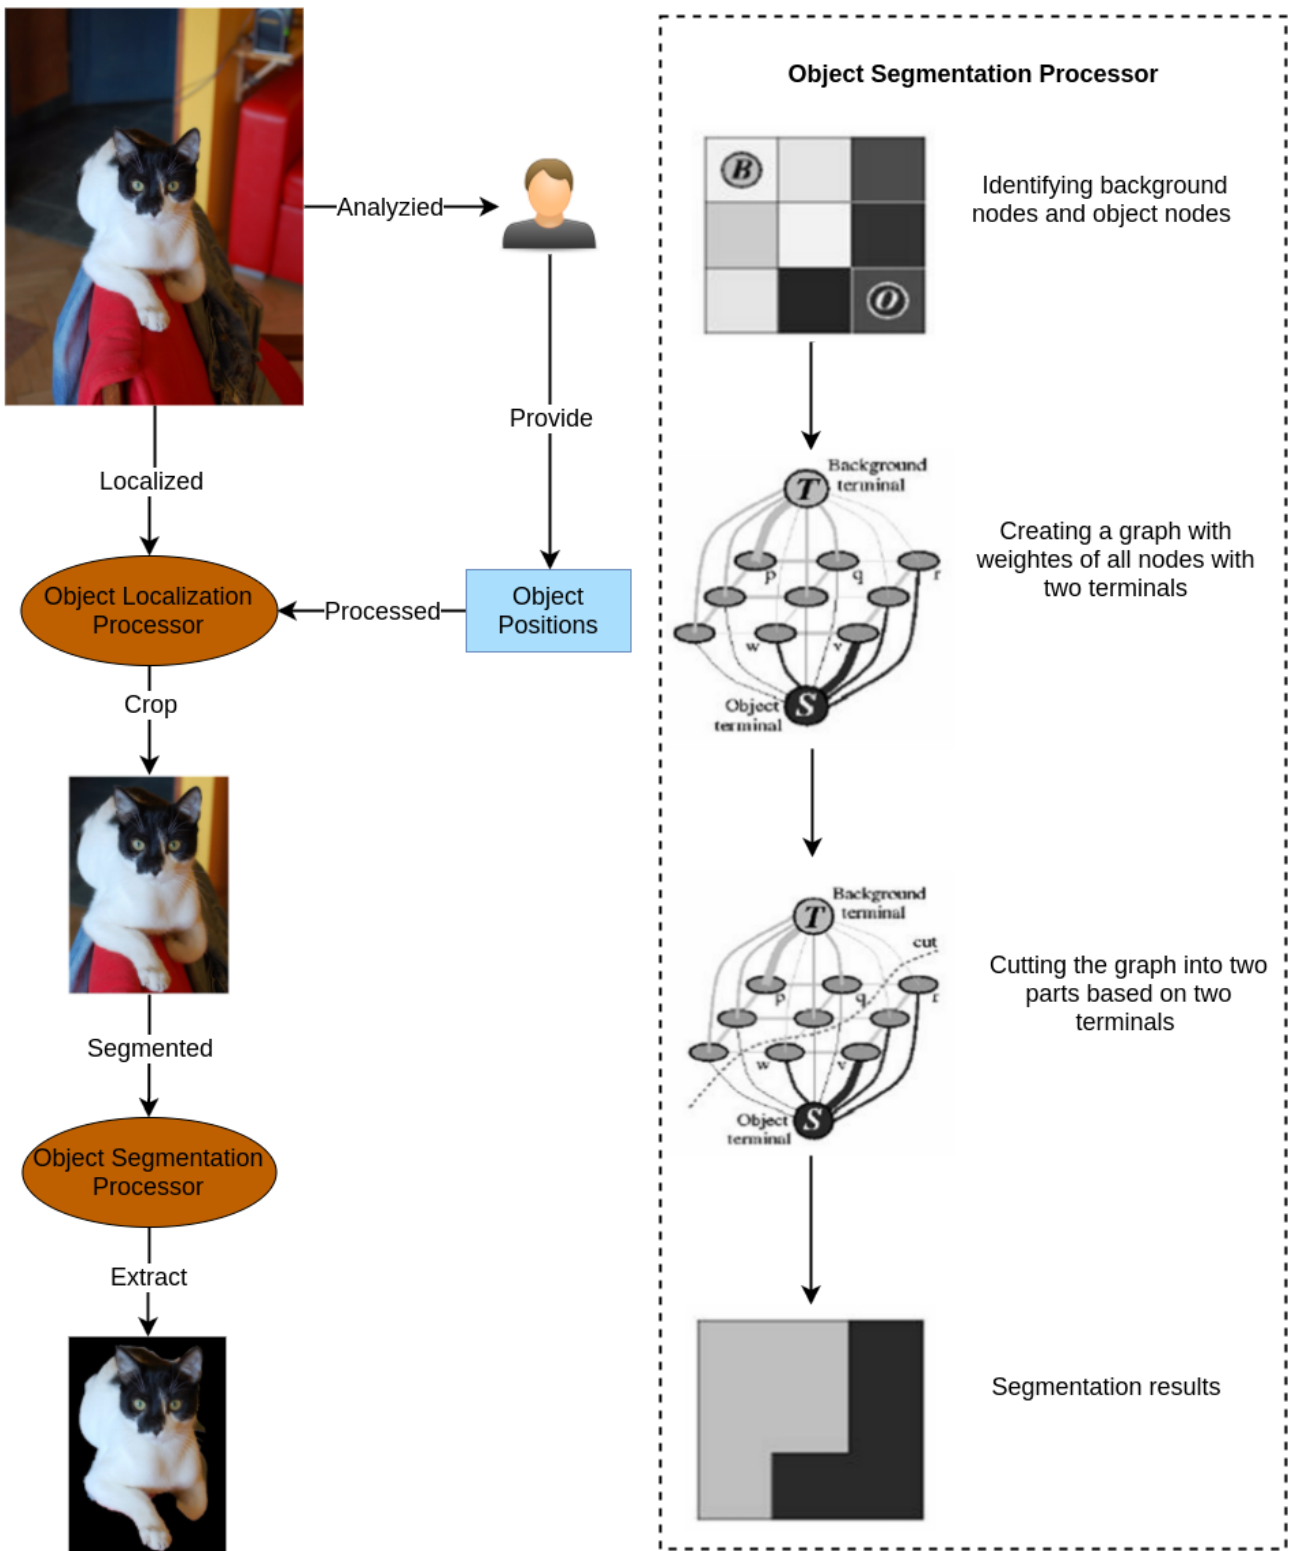 Analyzied
Provide
Localized
Object Localization
Processor
Processed
Object
Positions
Crop
Segmented
Object Segmentation
Processor
Extract
Object Segmentation Processor
B
O
Identifying background
nodes and object nodes
Background
terminal
T
p
q
r
w
v
Object
terminal
S
Creating a graph with
weightes of all nodes with
two terminals
Background
terminal
T
cut
p
q
r
w
v
Object
terminal
S
Cutting the graph into two
parts based on two
terminals
Segmentation results